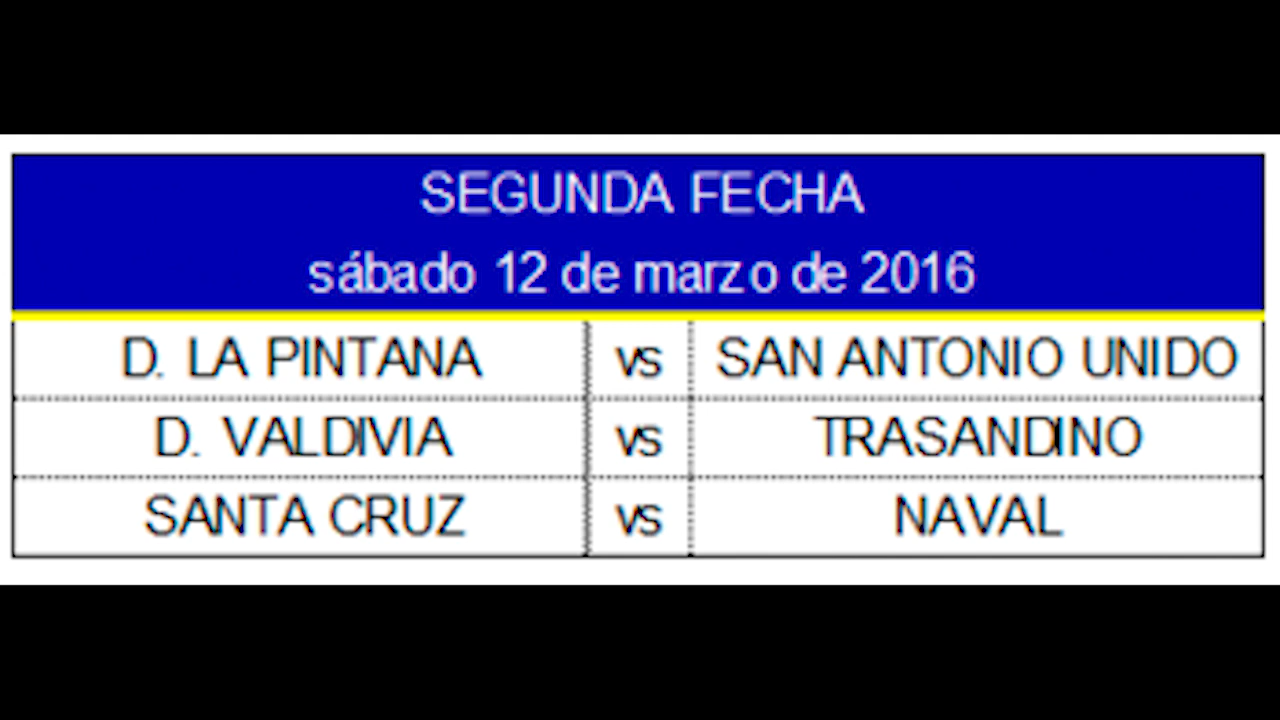 SEGUNDA FECHA
sábado 12 de marzo de 2016
D. LA PINTANA vs SAN ANTONIO UNIDO
D. VALDIVIA vs TRASANDINO
SANTA CRUZ vs NAVAL